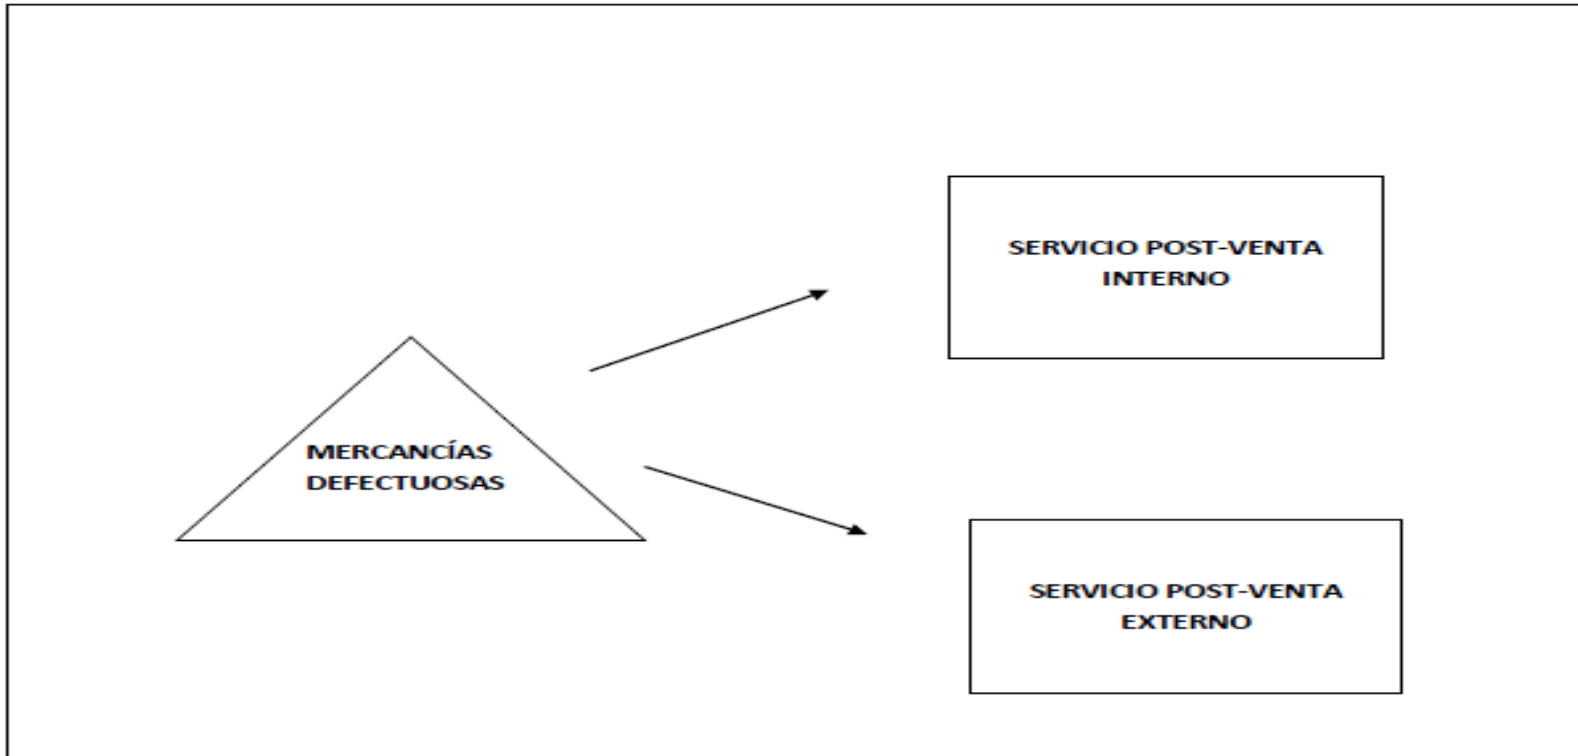 SERVICIO POST-VENTA
INTERNO
MERCANCÍAS
DEFECTUOSAS
SERVICIO POST-VENTA
EXTERNO